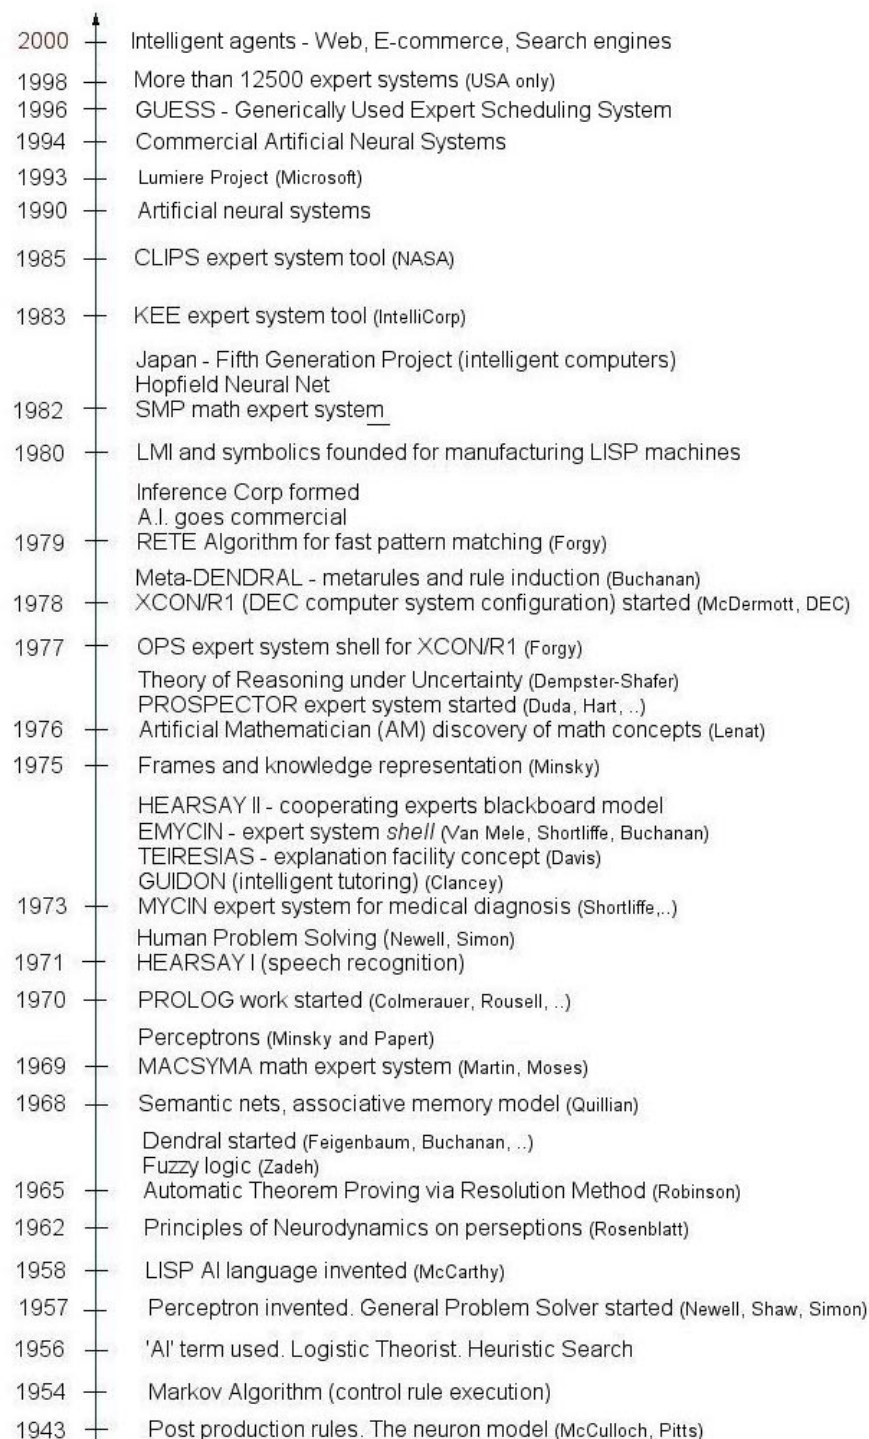 2000 Intelligent agents - Web, E-commerce, Search engines
1998 More than 12500 expert systems (USA only)
1996 GUESS - Generically Used Expert Scheduling System
1994 Commercial Artificial Neural Systems
1993 Lumiere Project (Microsoft)
1990 Artificial neural systems
1985 CLIPS expert system tool (NASA)
1983 KEE expert system tool (IntelliCorp)
Japan - Fifth Generation Project (intelligent computers)
Hopfield Neural Net
1982 SMP math expert system
1980 LMI and symbolics founded for manufacturing LISP machines
Inference Corp formed
A.I. goes commercial
1979 RETE Algorithm for fast pattern matching (Forgy)
Meta-DENDRAL - metarules and rule induction (Buchanan)
1978 XCON/R1 (DEC computer system configuration) started (McDermott, DEC)
1977 OPS expert system shell for XCON/R1 (Forgy)
Theory of Reasoning under Uncertainty (Dempster-Shafer)
PROSPECTOR expert system started (Duda, Hart, ..)
1976 Artificial Mathematician (AM) discovery of math concepts (Lenat)
1975 Frames and knowledge representation (Minsky)
HEARSAY II - cooperating experts blackboard model
EMYCIN - expert system shell (Van Mele, Shortliffe, Buchanan)
TEIRESIAS - explanation facility concept (Davis)
GUIDON (intelligent tutoring) (Clancey)
1973 MYCIN expert system for medical diagnosis (Shortliffe,..)
Human Problem Solving (Newell, Simon)
1971 HEARSAY I (speech recognition)
1970 PROLOG work started (Colmerauer, Rousell, ..)
Perceptrons (Minsky and Papert)
1969 MACSYMA math expert system (Martin, Moses)
1968 Semantic nets, associative memory model (Quillian)
Dendral started (Feigenbaum, Buchanan, ..)
Fuzzy logic (Zadeh)
1965 Automatic Theorem Proving via Resolution Method (Robinson)
1962 Principles of Neurodynamics on perseptions (Rosenblatt)
1958 LISP AI language invented (McCarthy)
1957 Perceptron invented. General Problem Solver started (Newell, Shaw, Simon)
1956 'AI' term used. Logistic Theorist. Heuristic Search
1954 Markov Algorithm (control rule execution)
1943 Post production rules. The neuron model (McCulloch, Pitts)